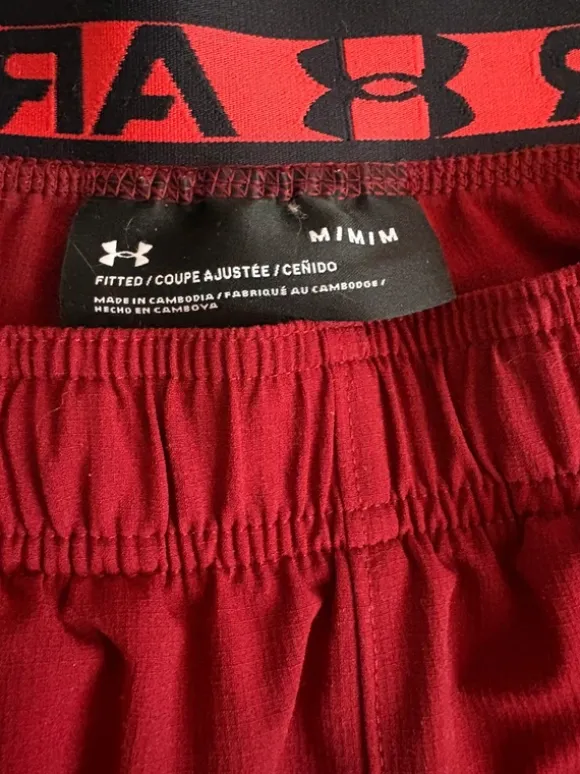 AR
M / M / M
FITTED / COUPE AJUSTÉE / CEÑIDO
MADE IN CAMBODIA / FABRIQUÉ AU CAMBODGE /
HECHO EN CAMBOYA